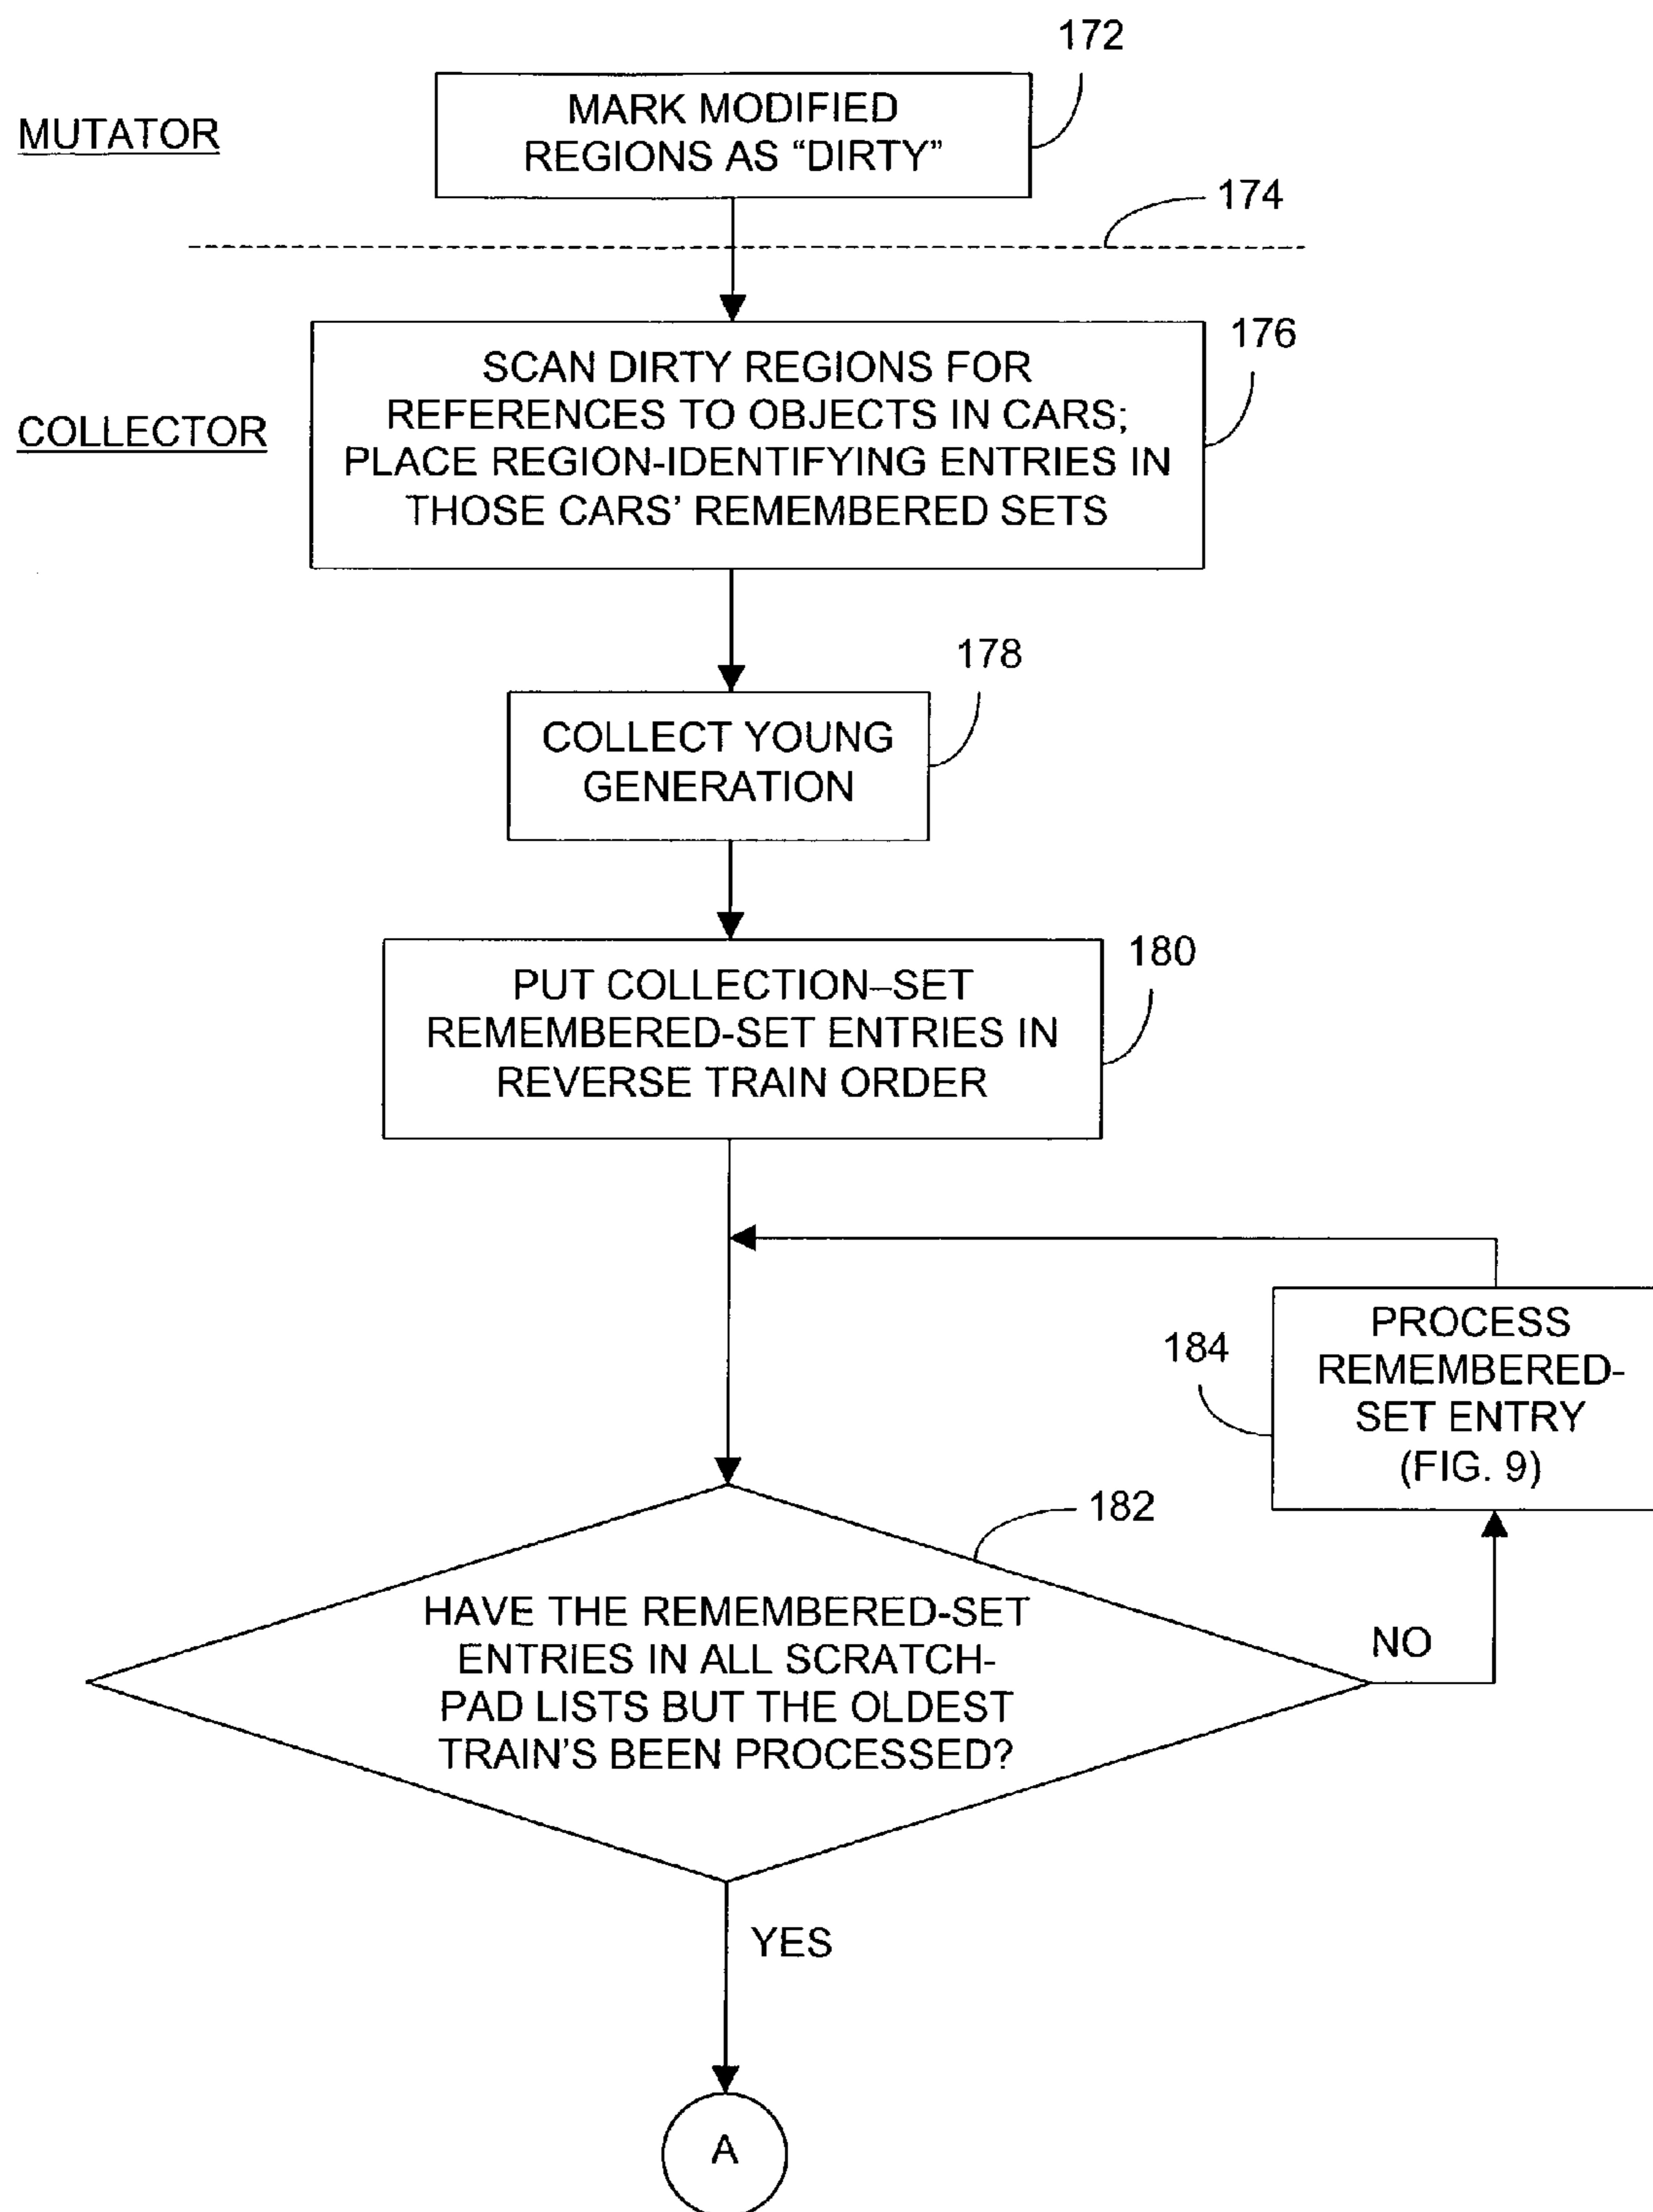 172
MARK MODIFIED
REGIONS AS “DIRTY”
MUTATOR
174
176
SCAN DIRTY REGIONS FOR
REFERENCES TO OBJECTS IN CARS;
PLACE REGION-IDENTIFYING ENTRIES IN
THOSE CARS’ REMEMBERED SETS
COLLECTOR
178
COLLECT YOUNG
GENERATION
180
PUT COLLECTION–SET
REMEMBERED-SET ENTRIES IN
REVERSE TRAIN ORDER
184
PROCESS
REMEMBERED-
SET ENTRY
(FIG. 9)
182
HAVE THE REMEMBERED-SET
ENTRIES IN ALL SCRATCH-
PAD LISTS BUT THE OLDEST
TRAIN'S BEEN PROCESSED?
NO
YES
A